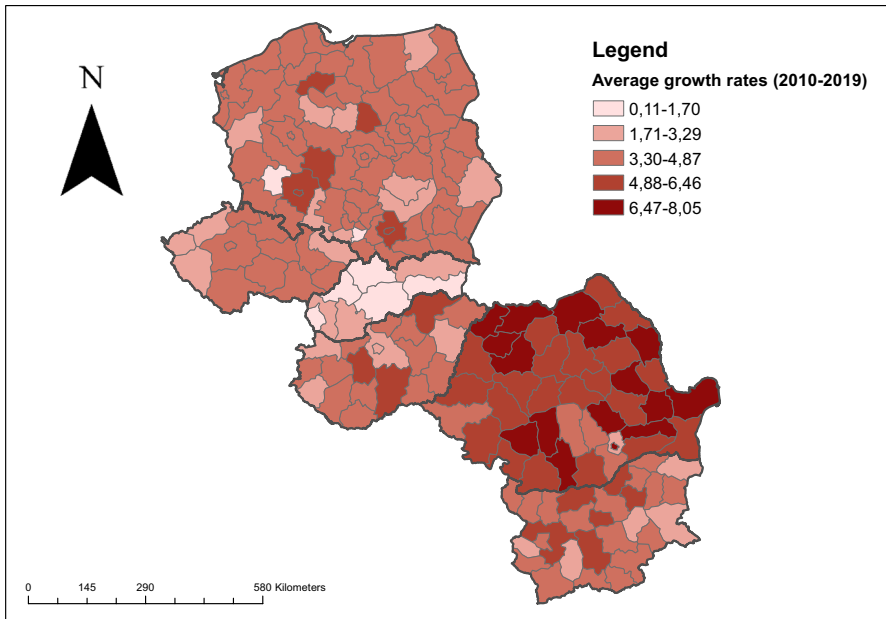 N
Legend
Average growth rates (2010-2019)
0,11-1,70
1,71-3,29
3,30-4,87
4,88-6,46
6,47-8,05
0 145 290 580 Kilometers